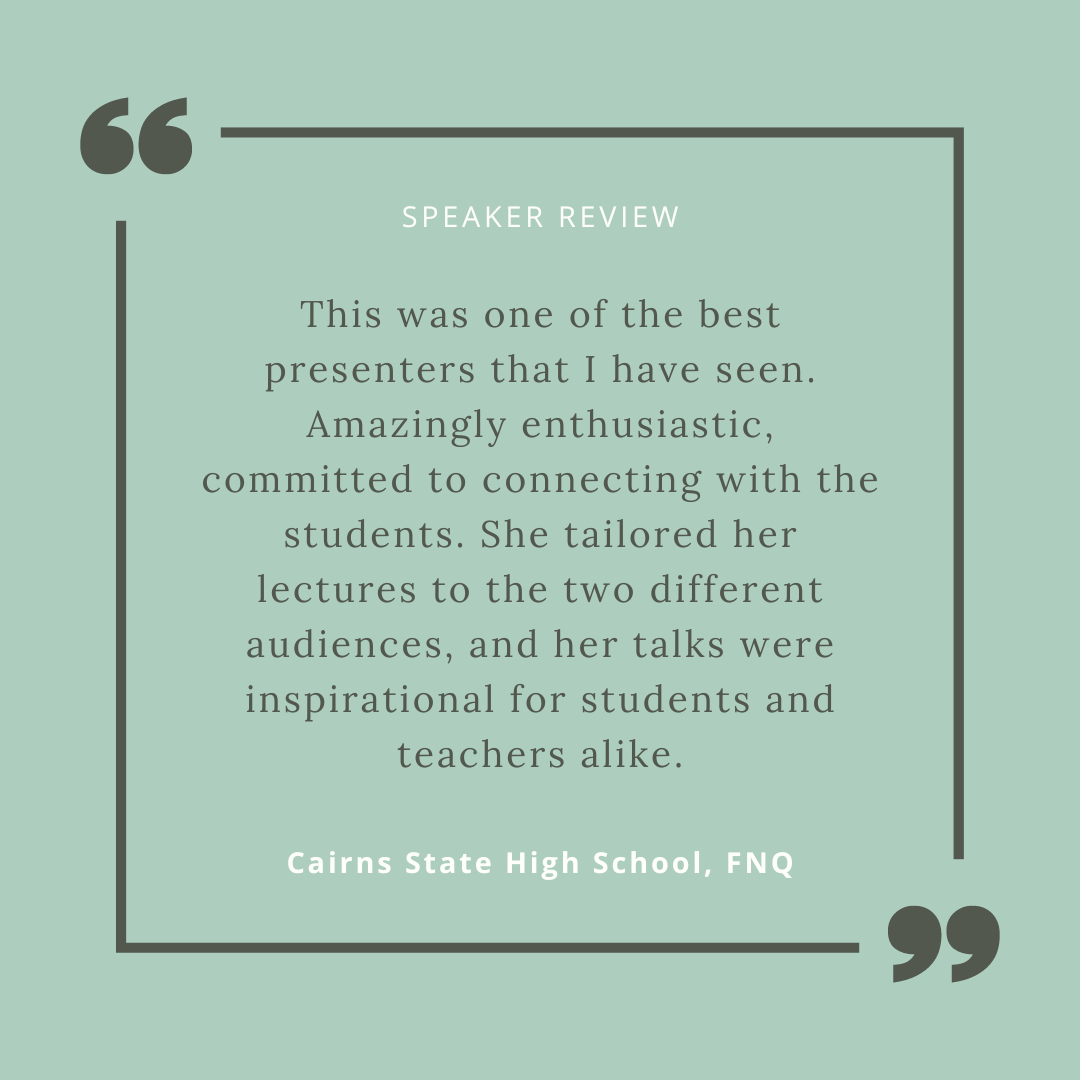 SPEAKER REVIEW
This was one of the best
presenters that I have seen.
Amazingly enthusiastic,
committed to connecting with the
students. She tailored her
lectures to the two different
audiences, and her talks were
inspirational for students and
teachers alike.
Cairns State High School, FNQ